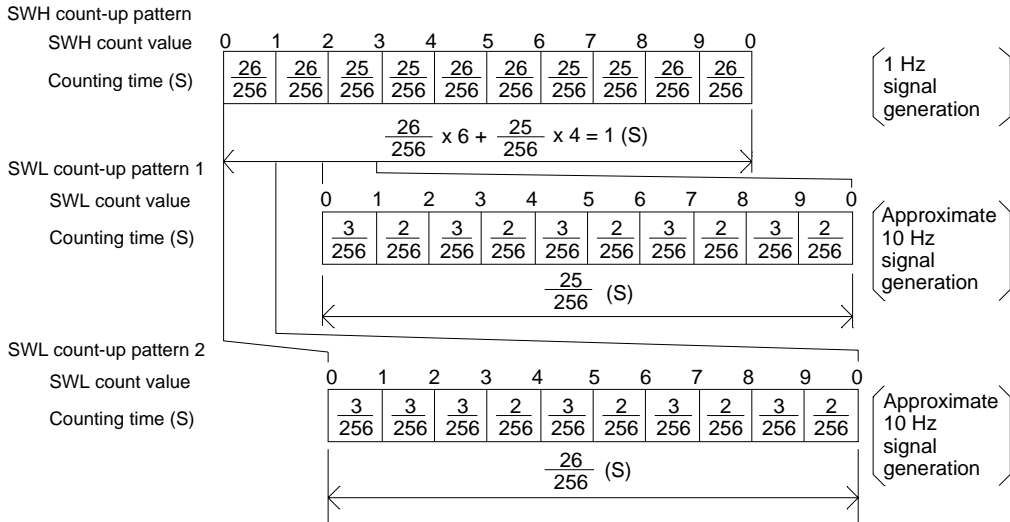 SWH count-up pattern
SWH count value 0 1 2 3 4 5 6 7 8 9 0
Counting time (S) 26/256 26/256 25/256 25/256 26/256 26/256 25/256 25/256 26/256 26/256
1 Hz
signal
generation
26/256 x 6 + 25/256 x 4 = 1 (S)
SWL count-up pattern 1
SWL count value 0 1 2 3 4 5 6 7 8 9 0
Counting time (S) 3/256 2/256 3/256 2/256 3/256 2/256 3/256 2/256 3/256 2/256
Approximate
10 Hz
signal
generation
25/256 (S)
SWL count-up pattern 2
SWL count value 0 1 2 3 4 5 6 7 8 9 0
Counting time (S) 3/256 3/256 3/256 2/256 3/256 2/256 3/256 2/256 3/256 2/256
Approximate
10 Hz
signal
generation
26/256 (S)